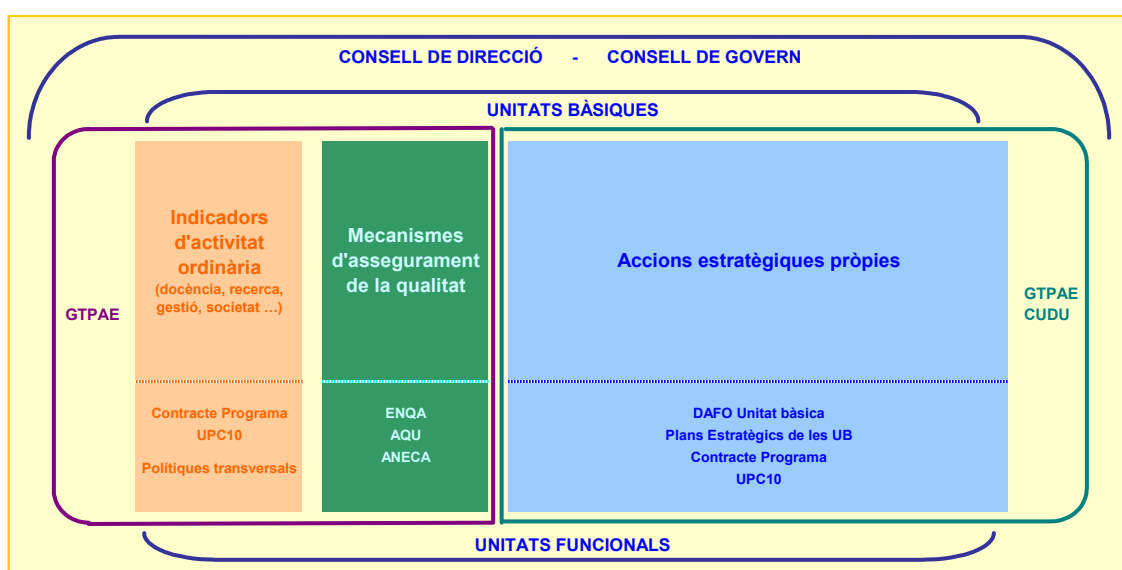 CONSELL DE DIRECCIÓ - CONSELL DE GOVERN
UNITATS BÀSIQUES
GTPAE
Indicadors
d'activitat
ordinària
(docència, recerca,
gestió, societat ...)
Contracte Programa
UPC10
Polítiques transversals
Mecanismes
d'assegurament
de la qualitat
ENQA
AQU
ANECA
Accions estratègiques pròpies
DAFO Unitat bàsica
Plans Estratègics de les UB
Contracte Programa
UPC10
GTPAE
CUDU
UNITATS FUNCIONALS